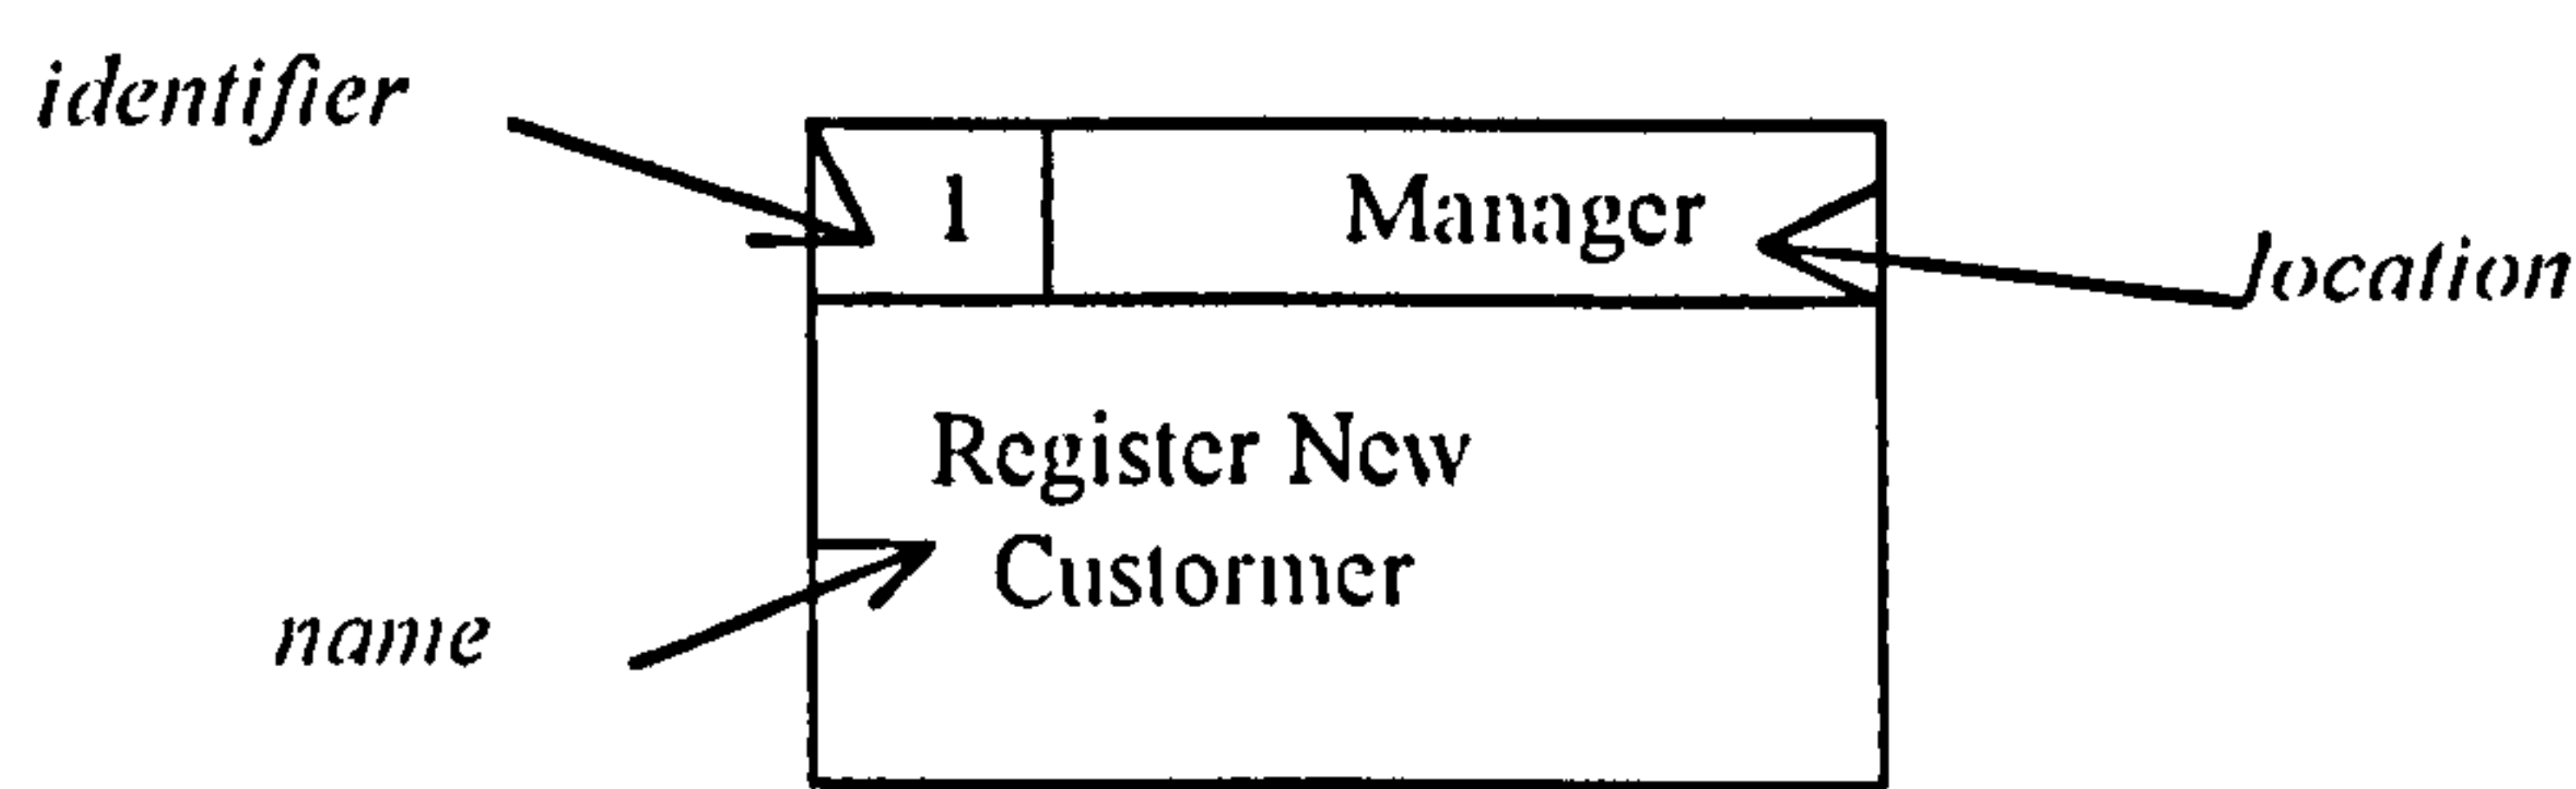 identifier
1 Manager
location
Register New
Custormer
name